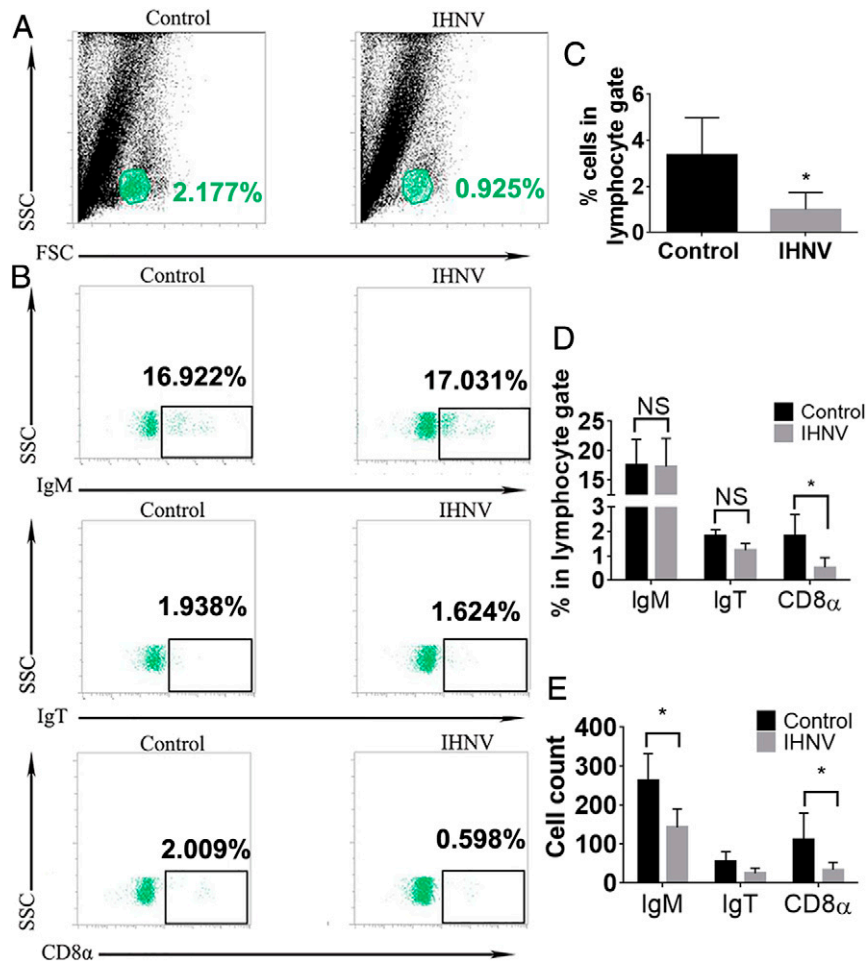 A
Control
IHNV
SSC
2.177%
0.925%
FSC
B
Control
IHNV
SSC
16.922%
17.031%
IgM
Control
IHNV
SSC
1.938%
1.624%
IgT
Control
IHNV
SSC
2.009%
0.598%
CD8α
C
% cells in
lymphocyte gate
6
4
2
0
*
Control
IHNV
D
% in lymphocyte gate
25
20
15
3
2
1
0
NS
NS
*
Control
IHNV
IgM
IgT
CD8α
E
Cell count
400
300
200
100
0
*
*
Control
IHNV
IgM
IgT
CD8α